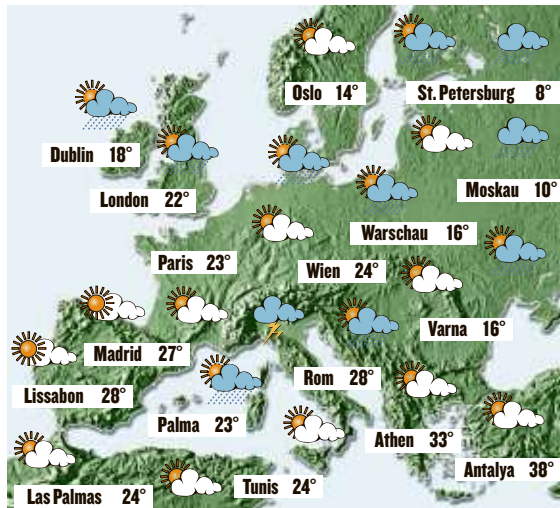 Oslo 14°
St. Petersburg 8°
Dublin 18°
London 22°
Moskau 10°
Warschau 16°
Paris 23°
Wien 24°
Varna 16°
Madrid 27°
Lissabon 28°
Rom 28°
Palma 23°
Athen 33°
Antalya 38°
Las Palmas 24°
Tunis 24°